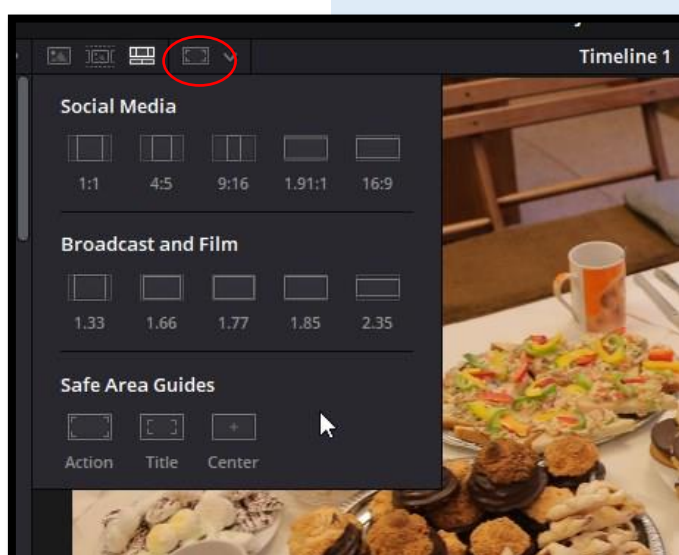 Timeline 1
Social Media
1:1 4:5 9:16 1.91:1 16:9
Broadcast and Film
1.33 1.66 1.77 1.85 2.35
Safe Area Guides
Action Title Center